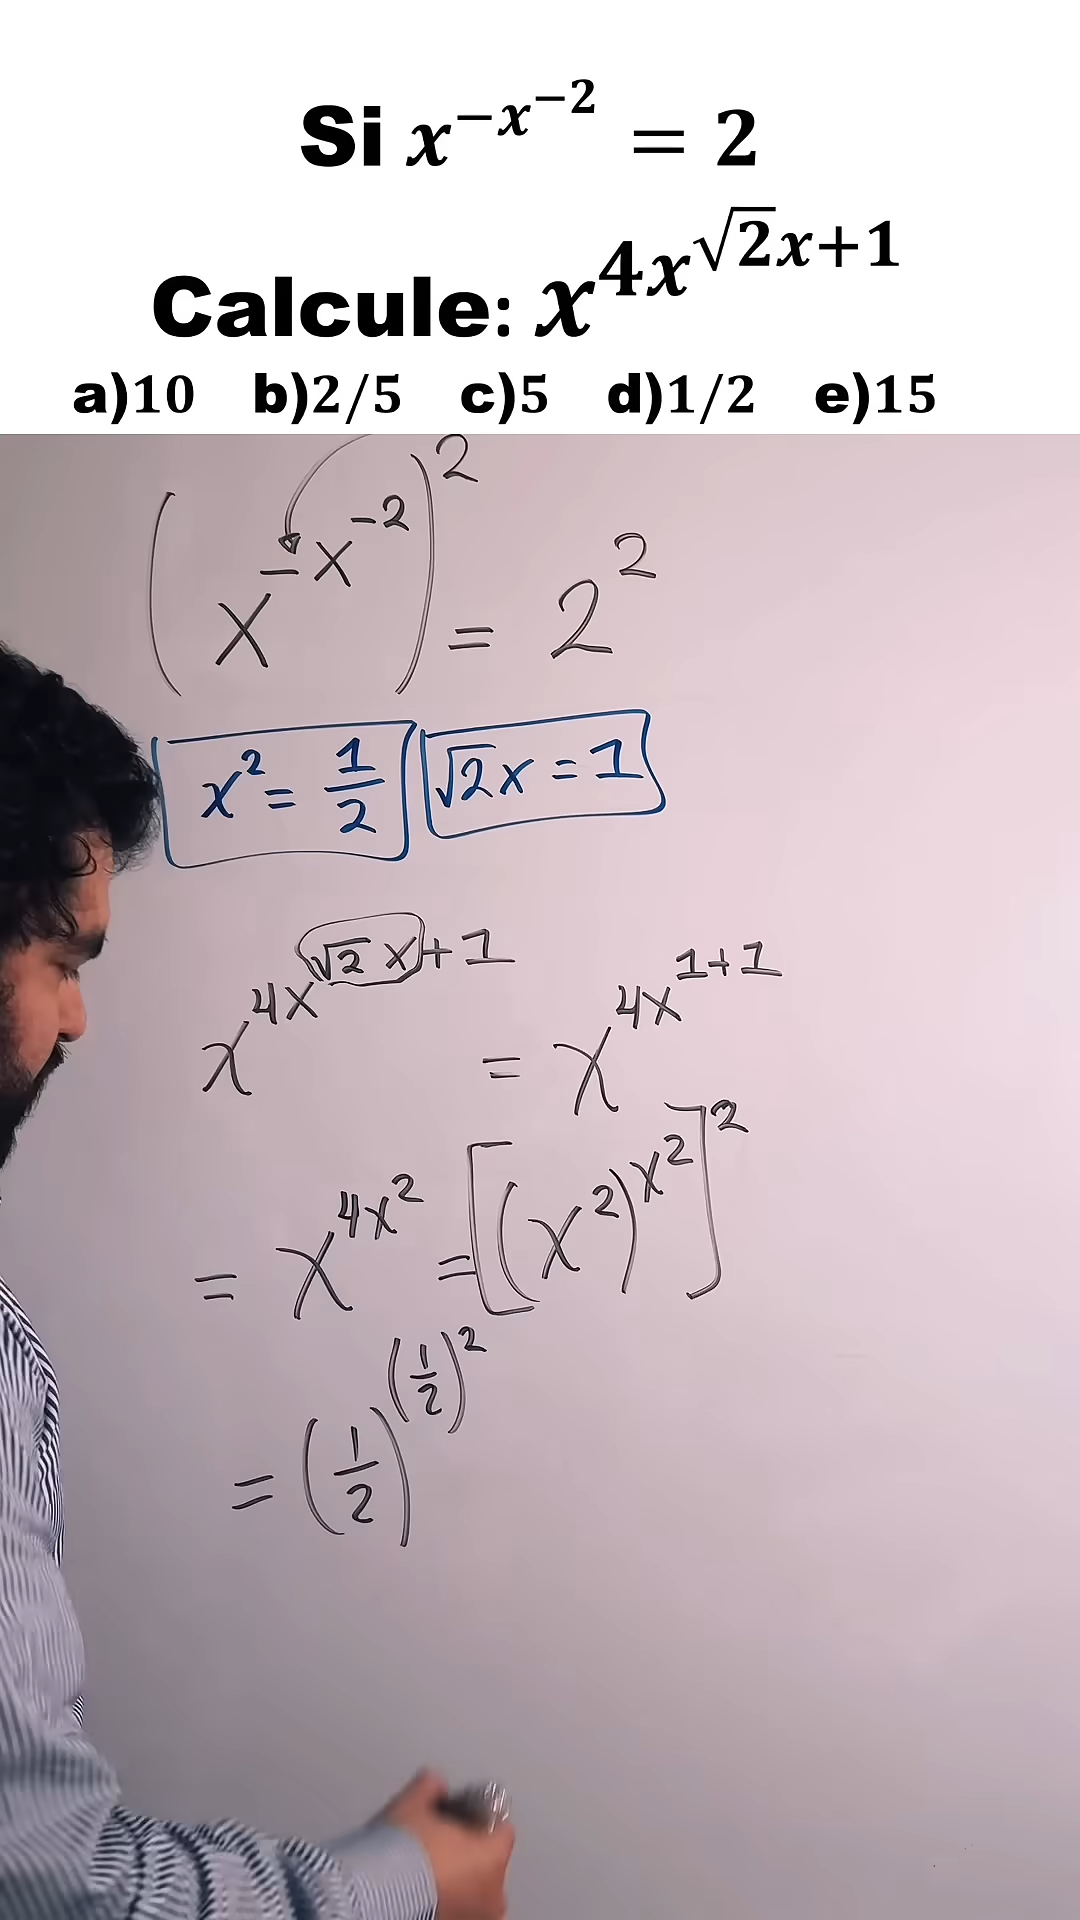 Si x^{-x^{-2}} = 2
Calcule: x^{4x^{√2x+1}}
a)10 b)2/5 c)5 d)1/2 e)15
(x^{-x^{-2}})^2 = 2^2
x^2 = 1/2 √2x = 1
x^{4x^{√2x+1}} = x^{4x^{1+1}}
= x^{4x^2} = [(x^2)^{x^2}]^2
= (1/2)^{(1/2)^2}